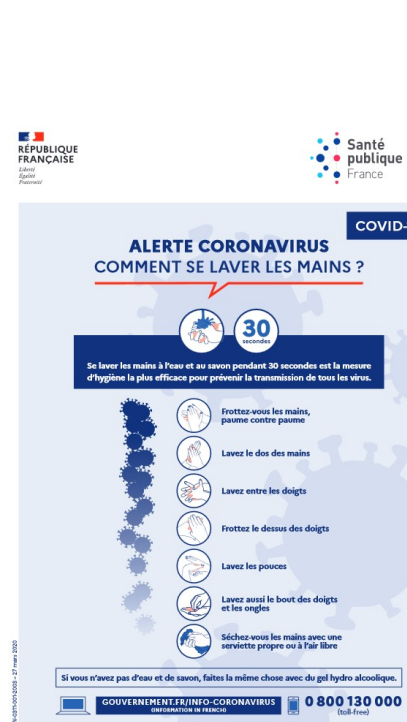 RÉPUBLIQUE
FRANÇAISE
Liberté
Égalité
Fraternité
Santé
publique
France
COVID-
ALERTE CORONAVIRUS
COMMENT SE LAVER LES MAINS ?
30
secondes
Se laver les mains à l'eau et au savon pendant 30 secondes est la mesure
d'hygiène la plus efficace pour prévenir la transmission de tous les virus.
Frottez-vous les mains,
paume contre paume
Lavez le dos des mains
Lavez entre les doigts
Frottez le dessus des doigts
Lavez les pouces
Lavez aussi le bout des doigts
et les ongles
Séchez-vous les mains avec une
serviette propre ou à l'air libre
Si vous n'avez pas d'eau et de savon, faites la même chose avec du gel hydro alcoolique.
GOUVERNEMENT.FR/INFO-CORONAVIRUS
(INFORMATION IN FRENCH)
0 800 130 000
(toll-free)
27 mars 2020